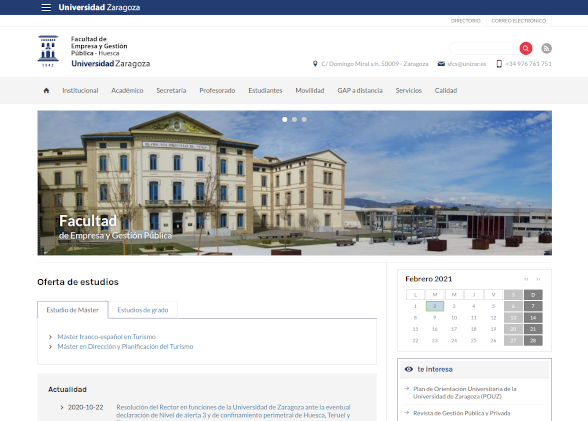 Universidad Zaragoza
DIRECTORIO CORREO ELECTRÓNICO
Facultad de
Empresa y Gestión
Pública - Huesca
Universidad Zaragoza
1542
C/ Domingo Miral s/n, 50009 - Zaragoza sfcs@unizar.es +34 976 761 751
Institucional Académico Secretaría Profesorado Estudiantes Movilidad GAP a distancia Servicios Calidad
Facultad
de Empresa y Gestión Pública
Oferta de estudios
Estudio de Máster Estudios de grado
Máster franco-español en Turismo
Máster en Dirección y Planificación del Turismo
Actualidad
2020-10-22 Resolución del Rector en funciones de la Universidad de Zaragoza ante la eventual
declaración de Nivel de alerta 3 y de confinamiento perimetral de Huesca, Teruel y
Febrero 2021 ‹‹ ››
L M M J V S D
1 2 3 4 5 6 7
8 9 10 11 12 13 14
15 16 17 18 19 20 21
22 23 24 25 26 27 28
te interesa
Plan de Orientación Universitaria de la
Universidad de Zaragoza (POUZ)
Revista de Gestión Pública y Privada